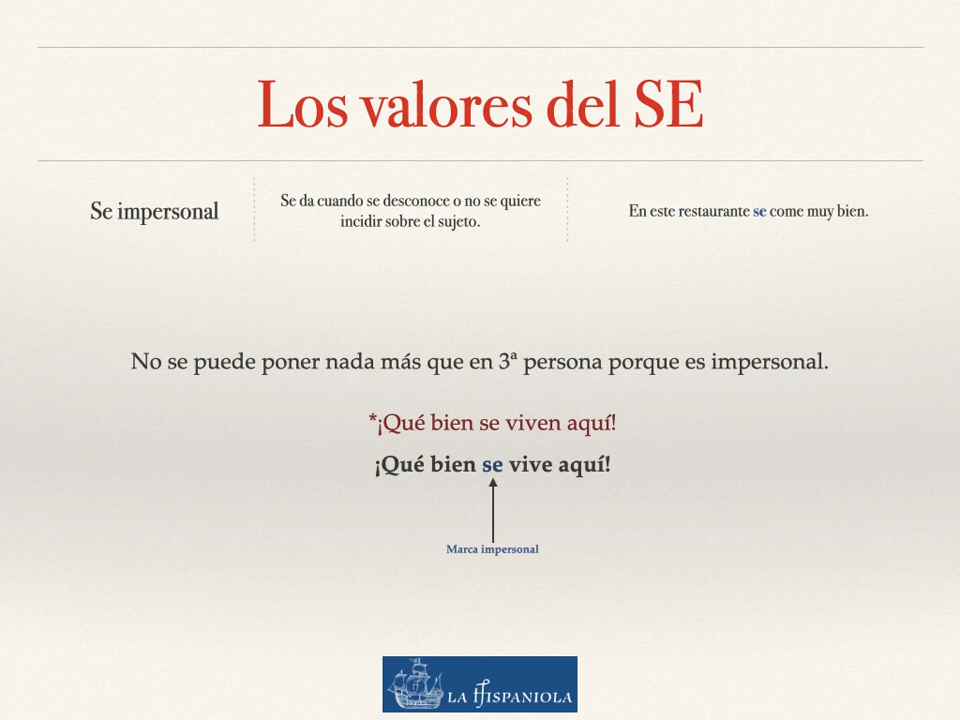 Los valores del SE
Se impersonal
Se da cuando se desconoce o no se quiere
incidir sobre el sujeto.
En este restaurante se come muy bien.
No se puede poner nada más que en 3ª persona porque es impersonal.
*¡Qué bien se viven aquí!
¡Qué bien se vive aquí!
Marca impersonal
LA HISPANIOLA